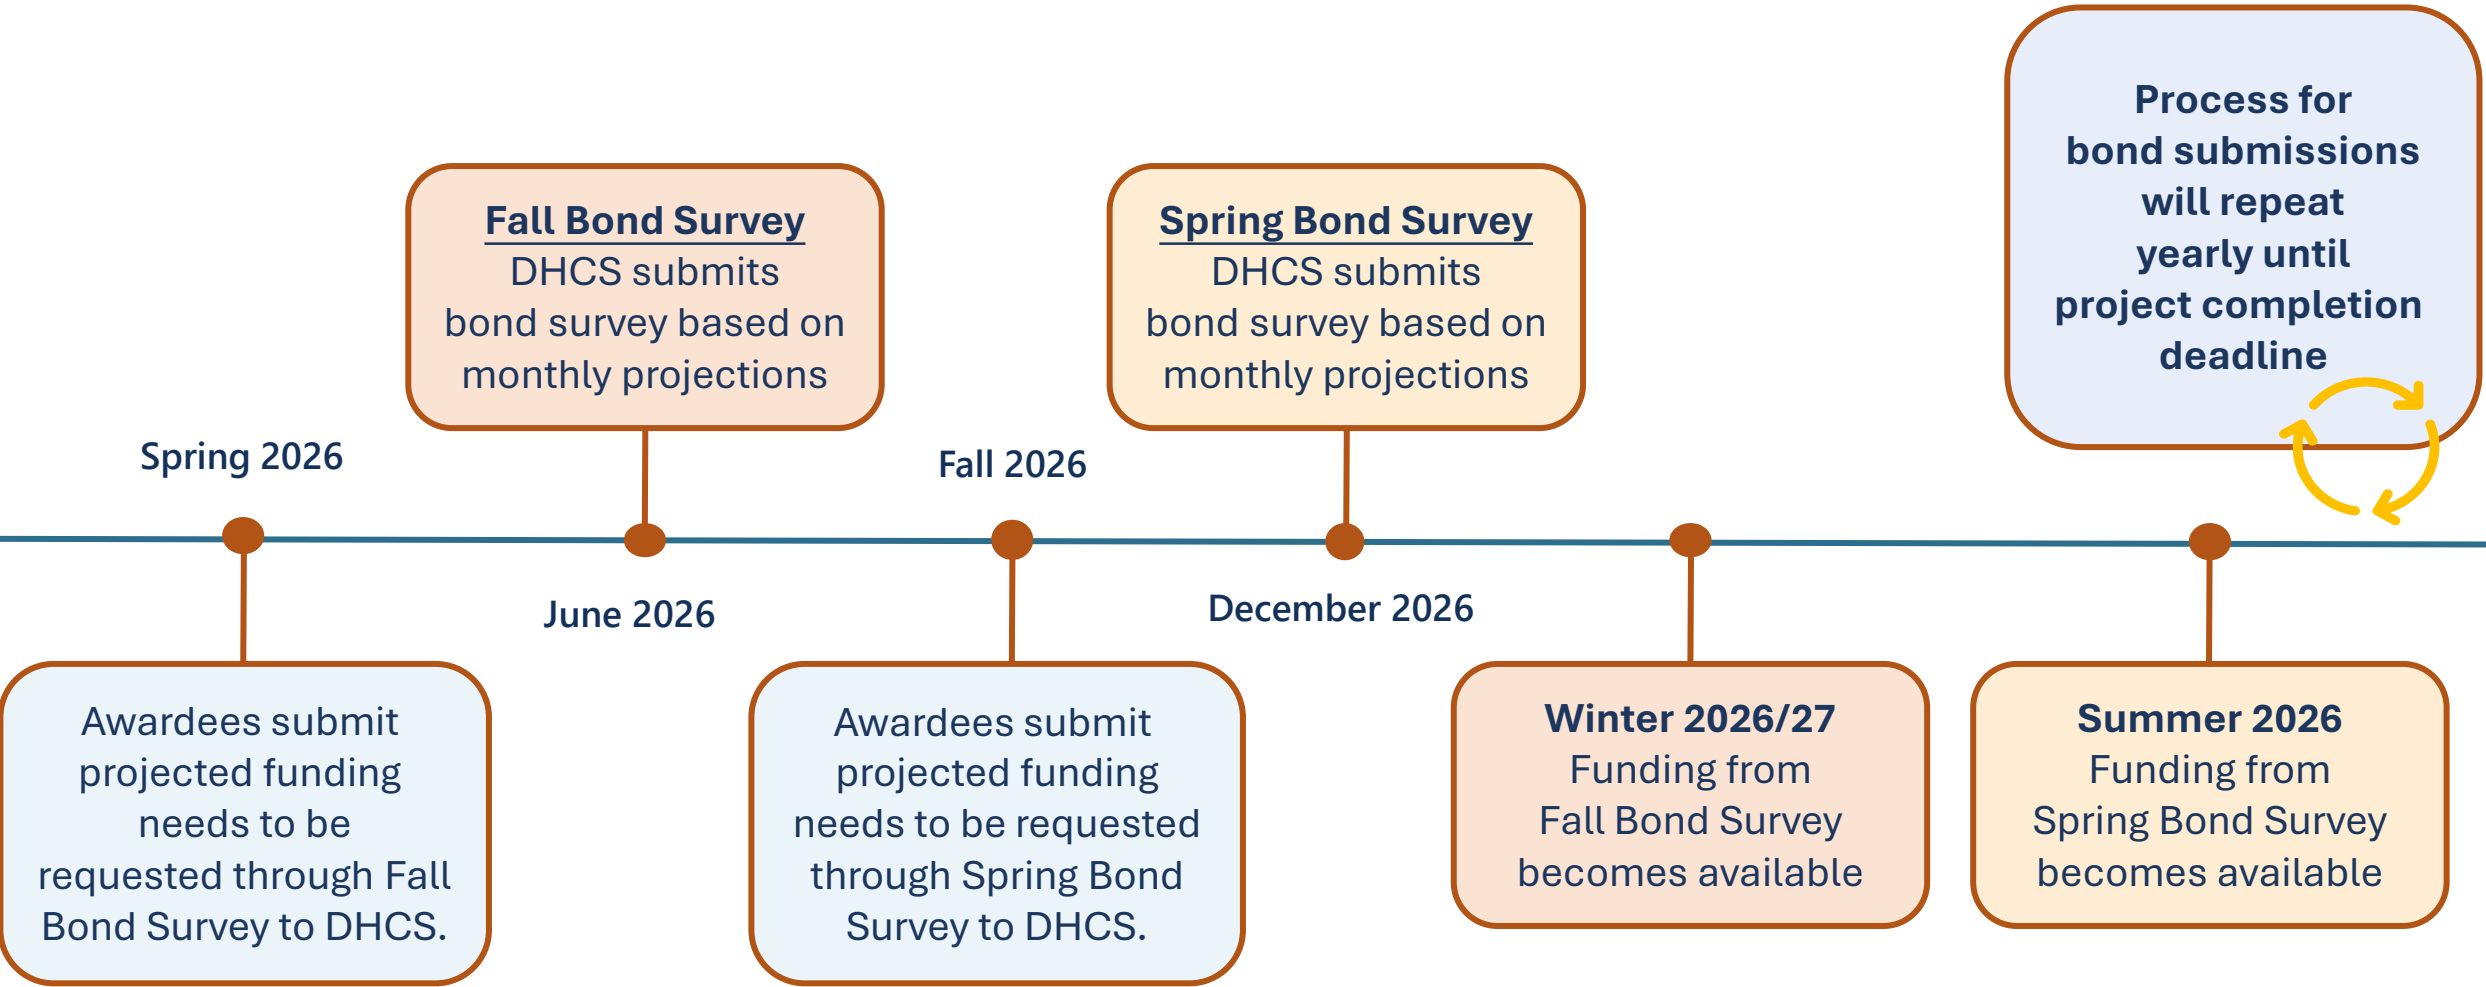 Spring 2026
Awardees submit
projected funding
needs to be
requested through Fall
Bond Survey to DHCS.
Fall Bond Survey
DHCS submits
bond survey based on
monthly projections
June 2026
Fall 2026
Awardees submit
projected funding
needs to be requested
through Spring Bond
Survey to DHCS.
Spring Bond Survey
DHCS submits
bond survey based on
monthly projections
December 2026
Winter 2026/27
Funding from
Fall Bond Survey
becomes available
Summer 2026
Funding from
Spring Bond Survey
becomes available
Process for
bond submissions
will repeat
yearly until
project completion
deadline